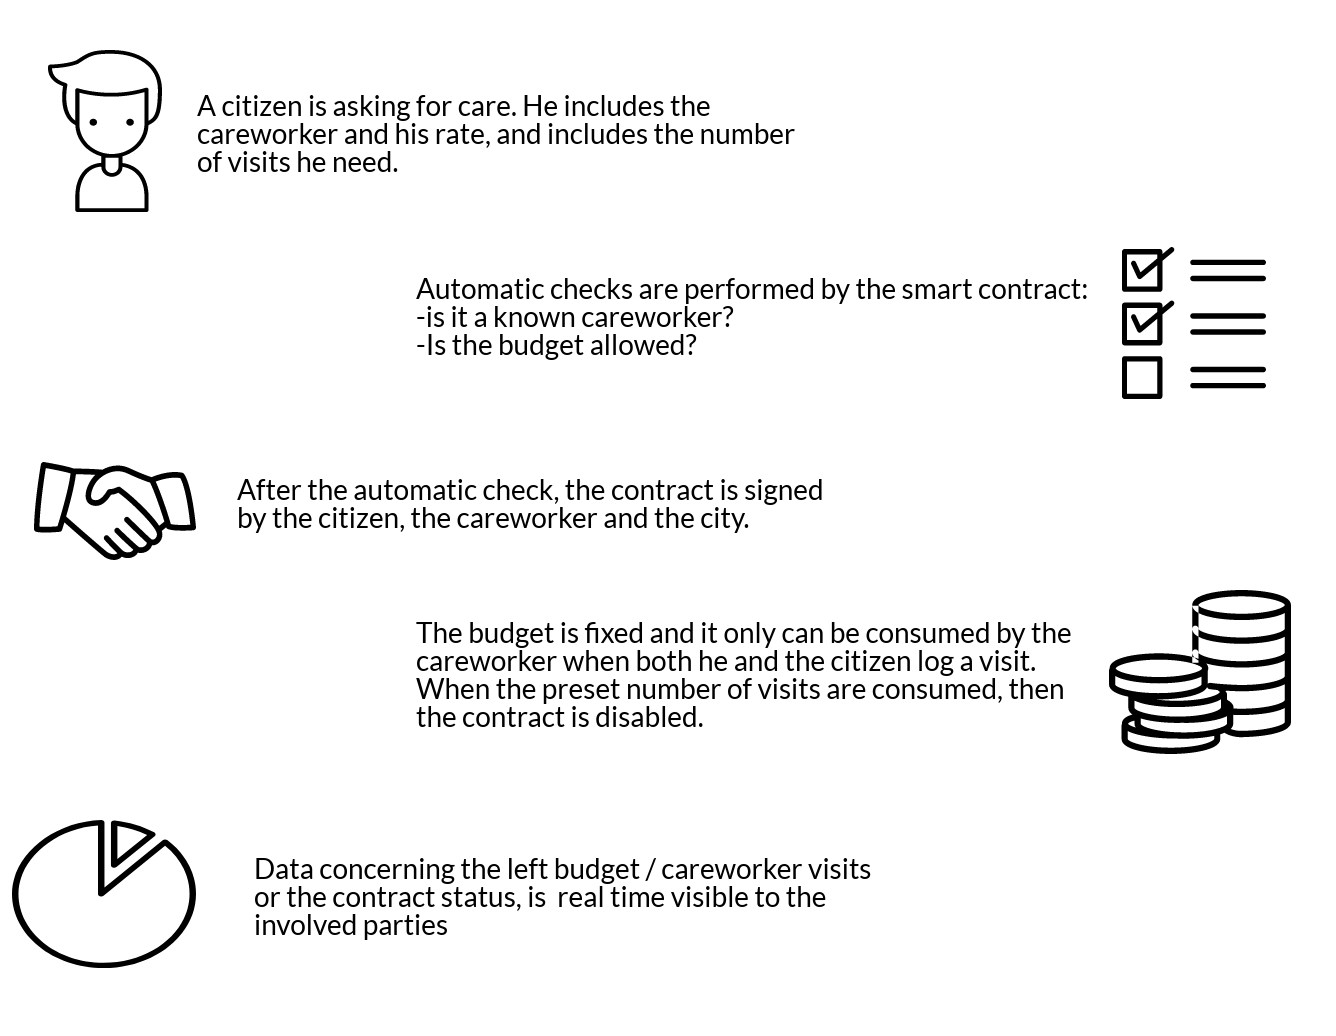 A citizen is asking for care. He includes the
careworker and his rate, and includes the number
of visits he need.
Automatic checks are performed by the smart contract:
-is it a known careworker?
-Is the budget allowed?
After the automatic check, the contract is signed
by the citizen, the careworker and the city.
The budget is fixed and it only can be consumed by the
careworker when both he and the citizen log a visit.
When the preset number of visits are consumed, then
the contract is disabled.
Data concerning the left budget / careworker visits
or the contract status, is  real time visible to the
involved parties